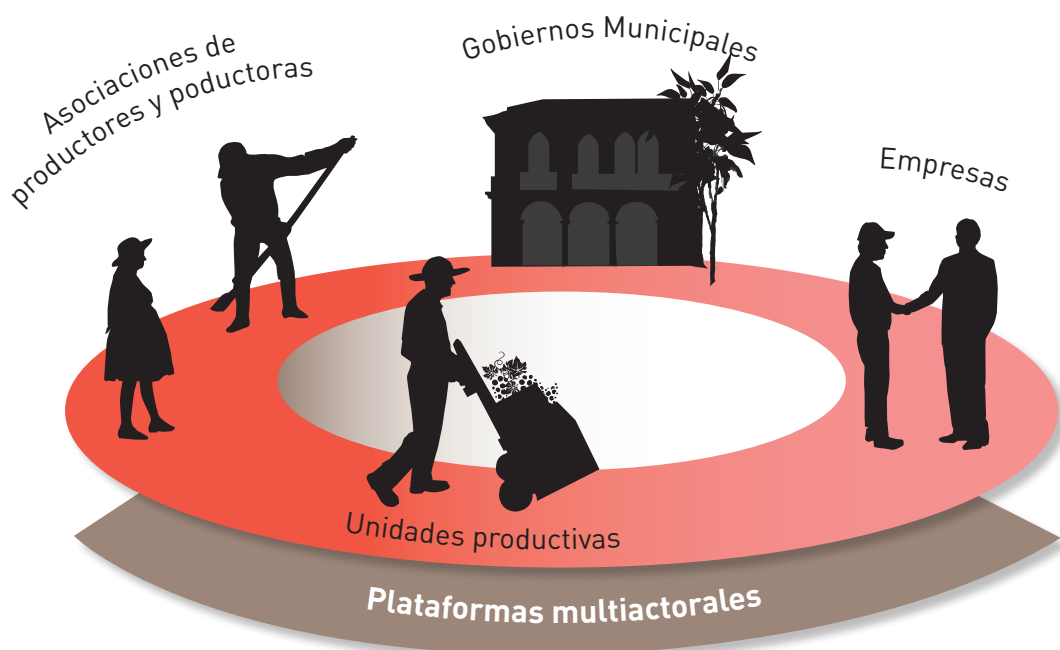 Asociaciones de
productores y poductoras
Gobiernos Municipales
Empresas
Unidades productivas
Plataformas multiactorales